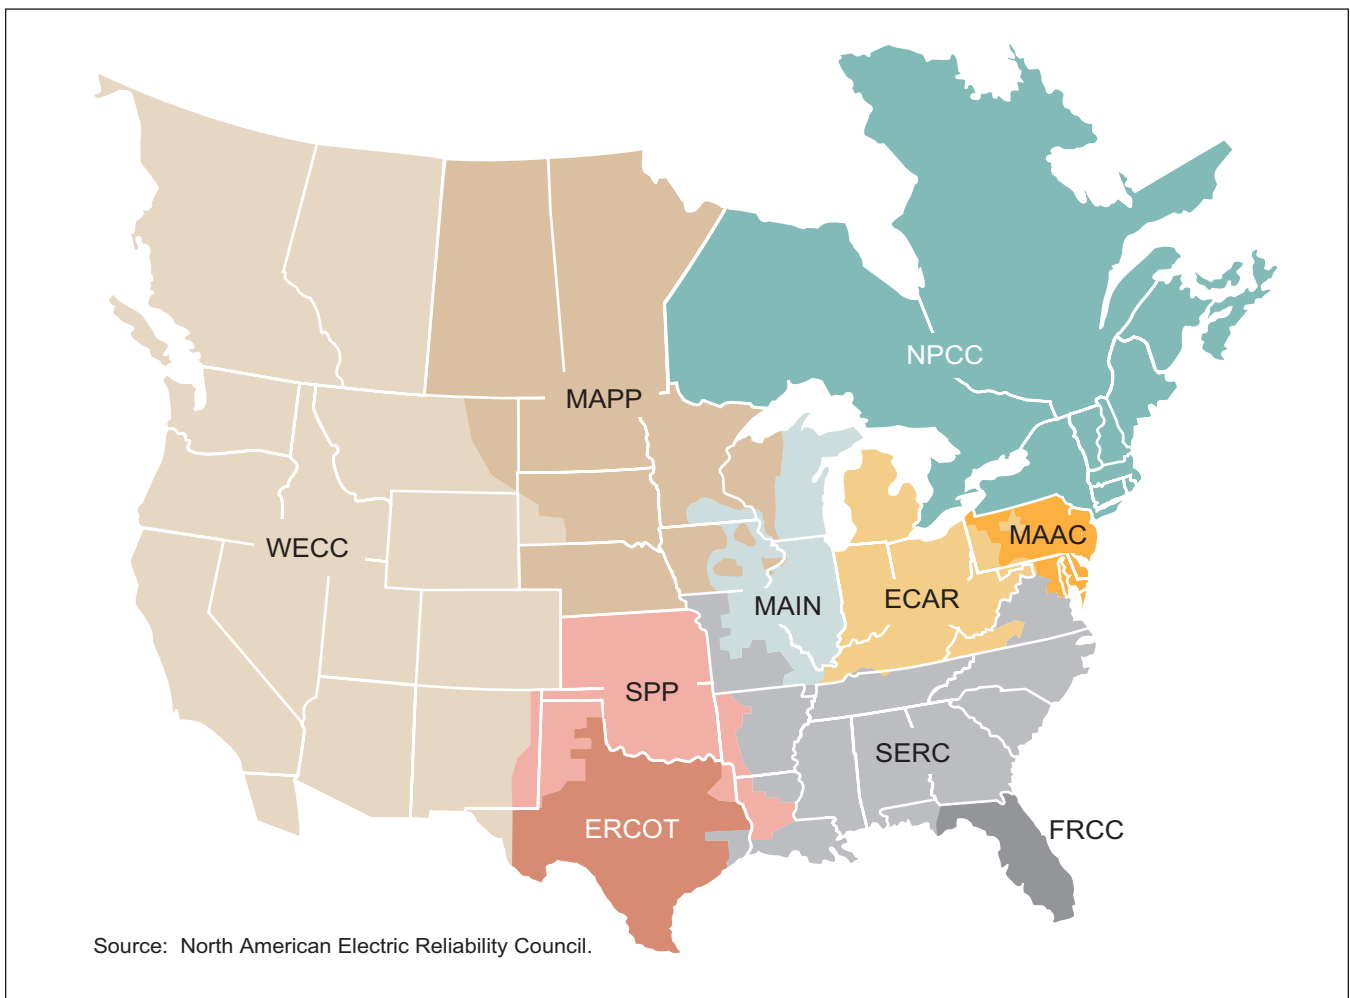 NPCC
MAPP
MAAC
WECC
ECAR
MAIN
SPP
SERC
ERCOT
FRCC
Source: North American Electric Reliability Council.